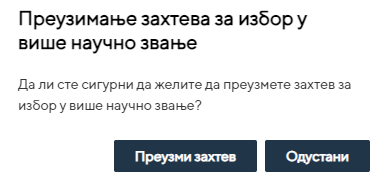 Преузимање захтева за избор у
више научно звање
Да ли сте сигурни да желите да преузмете захтев за
избор у више научно звање?
Преузми захтев
Одустани